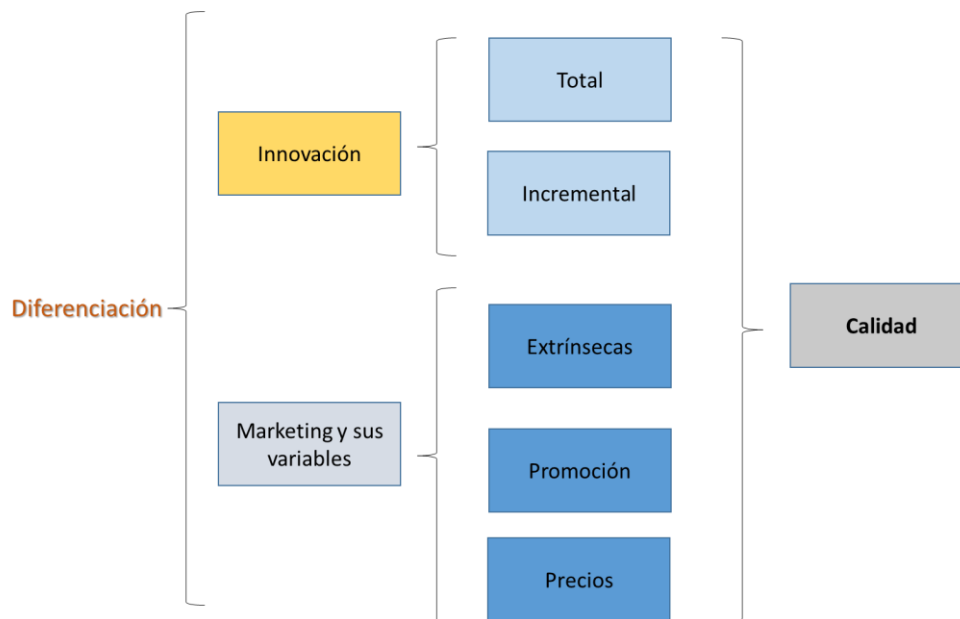 Diferenciación
Innovación
Total
Incremental
Marketing y sus
variables
Extrínsecas
Promoción
Precios
Calidad